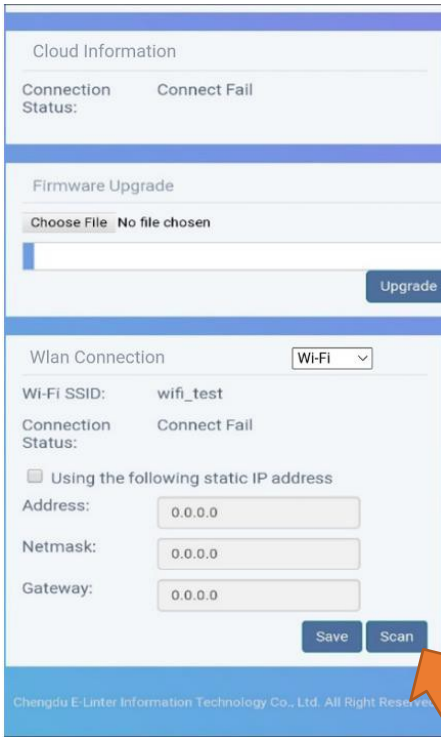 Cloud Information
Connection Connect Fail
Status:
Firmware Upgrade
Choose File No file chosen
Upgrade
Wlan Connection Wi-Fi
Wi-Fi SSID: wifi_test
Connection Connect Fail
Status:
Using the following static IP address
Address: 0.0.0.0
Netmask: 0.0.0.0
Gateway: 0.0.0.0
Save Scan
Chengdu E-Linter Information Technology Co., Ltd. All Right Reserved